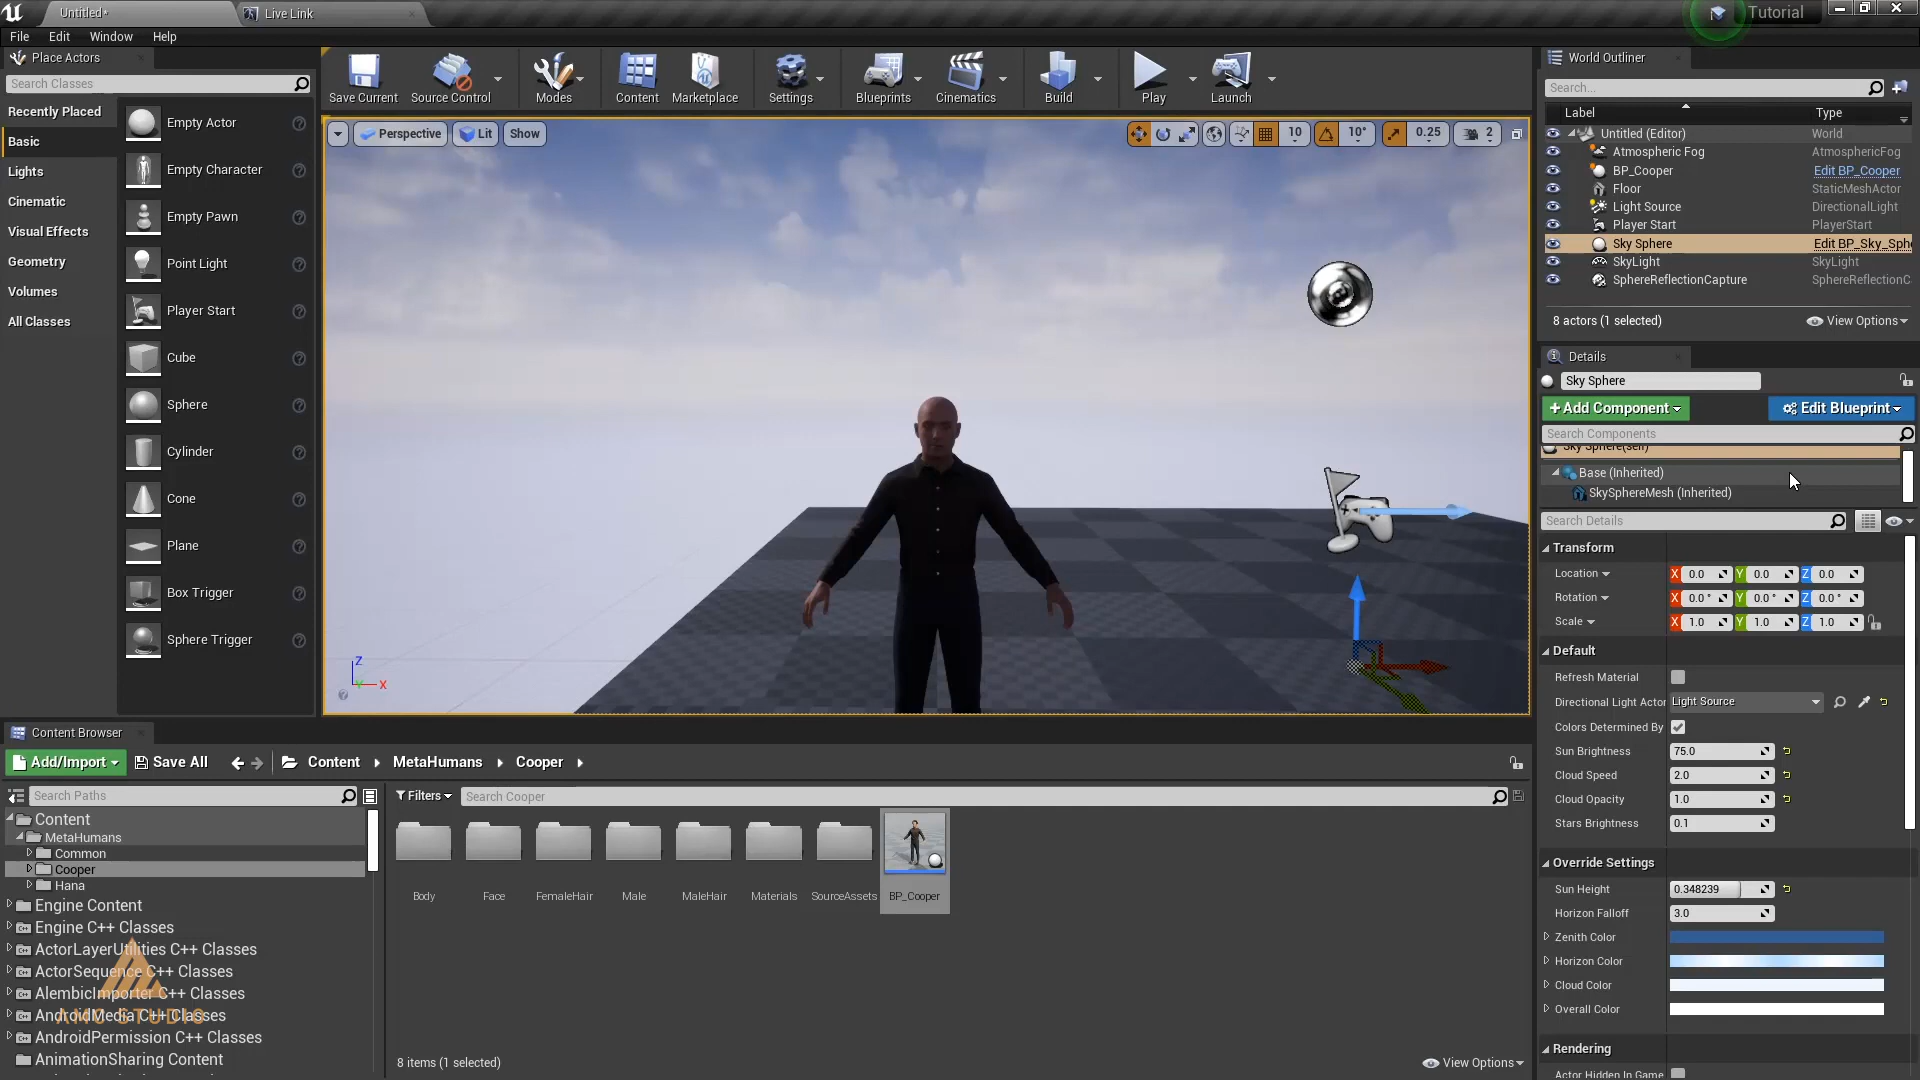 Untitled*
Live Link
Tutorial
File Edit Window Help
Place Actors
Search Classes
Recently Placed
Basic
Lights
Cinematic
Visual Effects
Geometry
Volumes
All Classes
Empty Actor
Empty Character
Empty Pawn
Point Light
Player Start
Cube
Sphere
Cylinder
Cone
Plane
Box Trigger
Sphere Trigger
Save Current Source Control Modes Content Marketplace Settings Blueprints Cinematics Build Play Launch
Perspective Lit Show 10 10° 0.25 2
Z
Y X
World Outliner
Search...
Label Type
Untitled (Editor) World
Atmospheric Fog AtmosphericFog
BP_Cooper Edit BP_Cooper
Floor StaticMeshActor
Light Source DirectionalLight
Player Start PlayerStart
Sky Sphere Edit BP_Sky_Sphe
SkyLight SkyLight
SphereReflectionCapture SphereReflectionC
8 actors (1 selected) View Options
Details
Sky Sphere
+Add Component Edit Blueprint
Search Components
Sky Sphere(self)
Base (Inherited)
SkySphereMesh (Inherited)
Search Details
Transform
Location X 0.0 Y 0.0 Z 0.0
Rotation X 0.0 ° Y 0.0 ° Z 0.0 °
Scale X 1.0 Y 1.0 Z 1.0
Default
Refresh Material
Directional Light Actor Light Source
Colors Determined By
Sun Brightness 75.0
Cloud Speed 2.0
Cloud Opacity 1.0
Stars Brightness 0.1
Override Settings
Sun Height 0.348239
Horizon Falloff 3.0
Zenith Color
Horizon Color
Cloud Color
Overall Color
Rendering
Actor Hidden In Game
Content Browser
Add/Import Save All Content MetaHumans Cooper
Search Paths
Filters Search Cooper
Content
MetaHumans
Common
Cooper
Hana
Engine Content
Engine C++ Classes
ActorLayerUtilities C++ Classes
ActorSequence C++ Classes
AlembicImporter C++ Classes
AndroidMedia C++ Classes
AndroidPermission C++ Classes
AnimationSharing Content
Body Face FemaleHair Male MaleHair Materials SourceAssets BP_Cooper
8 items (1 selected) View Options